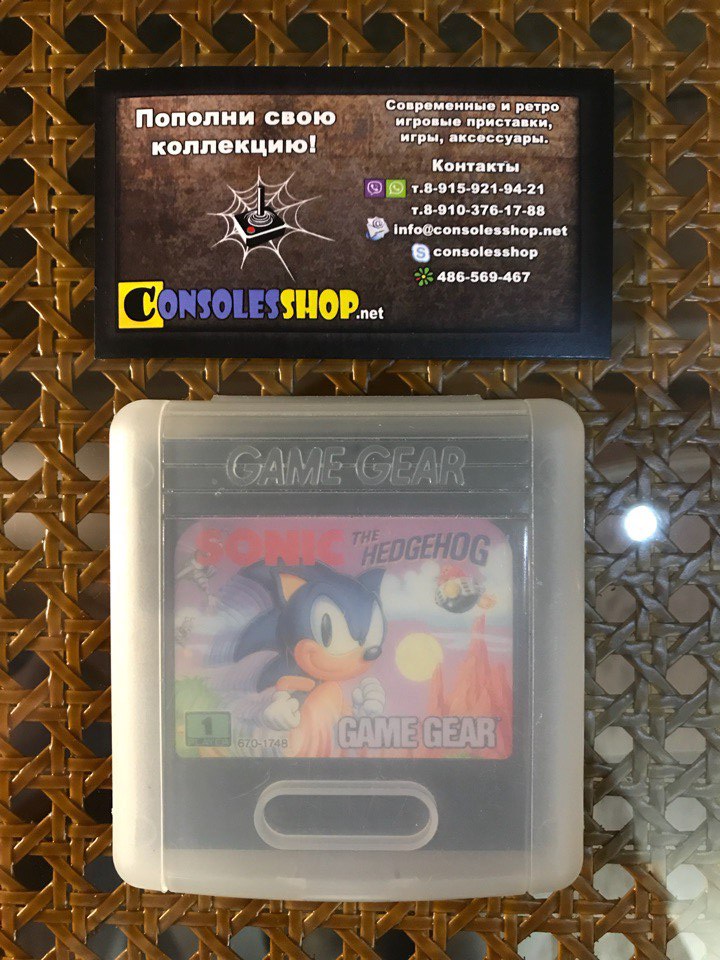 Пополни свою
коллекцию!
CONSOLESSHOP.net
Современные и ретро
игровые приставки,
игры, аксессуары.
Контакты
т.8-915-921-94-21
т.8-910-376-17-88
info@consolesshop.net
consolesshop
486-569-467
GAME GEAR
SONIC THE
HEDGEHOG
1
PLAYER
670-1748
GAME GEAR